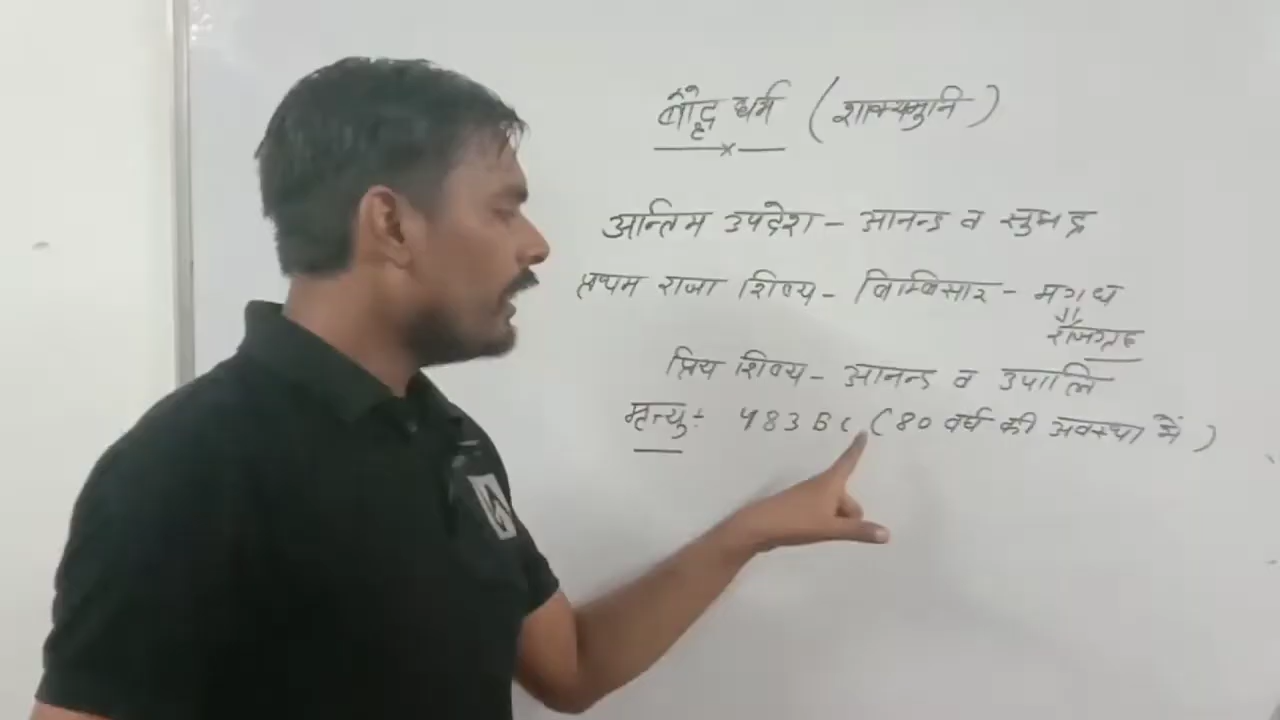 बौद्ध धर्म (शाक्यमुनि)
अन्तिम उपदेश - आनन्द व सुभद्र
प्रथम राजा शिष्य - बिम्बिसार - मगध
राजगृह
प्रिय शिष्य - आनन्द व उपालि
मृत्यु ÷ 483 BC (80 वर्ष की अवस्था में)